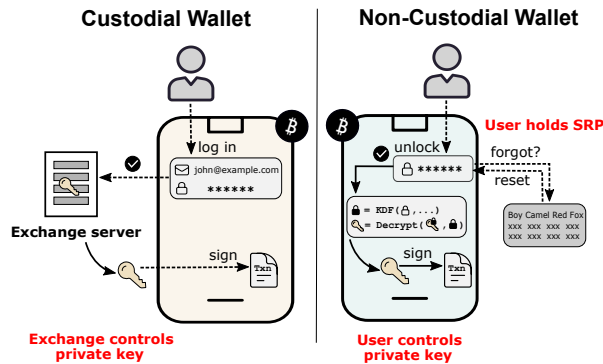 Custodial Wallet
Non-Custodial Wallet
log in
john@example.com
******
Exchange server
sign
Txn
Exchange controls
private key
User holds SRP
unlock
******
forgot?
reset
= KDF( ,...)
= Decrypt( , )
Boy Camel Red Fox
xxx xxx xxx xxx
xxx xxx xxx xxx
sign
Txn
User controls
private key